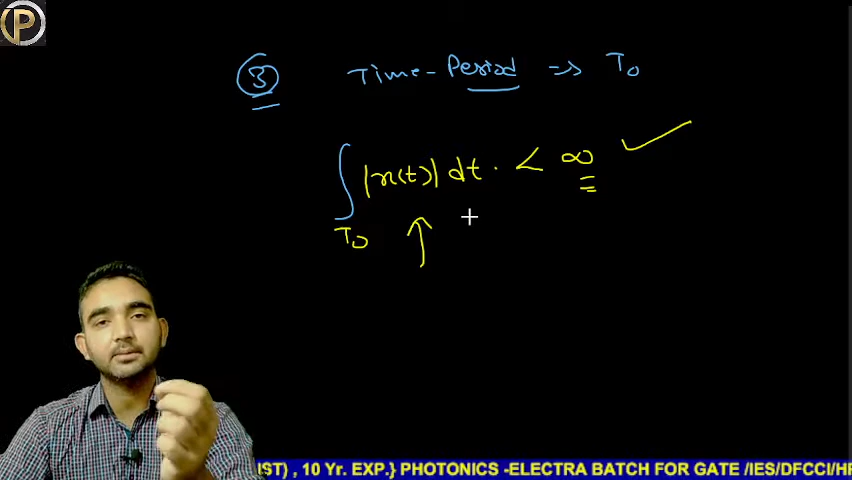 P
3 Time-Period => T0
∫T0 |x(t)| dt. < ∞ ✓
IST) , 10 Yr. EXP.} PHOTONICS -ELECTRA BATCH FOR GATE /IES/DFCCI/HR